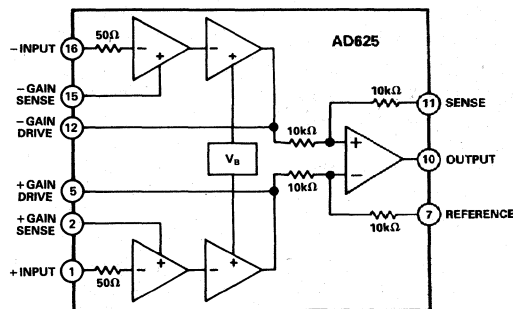 50Ω
AD625
− INPUT 16
− +
− +
− GAIN
SENSE 15
− GAIN
DRIVE 12
10kΩ
11 SENSE
10kΩ
+
10 OUTPUT
VB
+ GAIN
DRIVE 5
10kΩ
−
+ GAIN
SENSE 2
10kΩ
7 REFERENCE
+ INPUT 1
− +
− +
50Ω